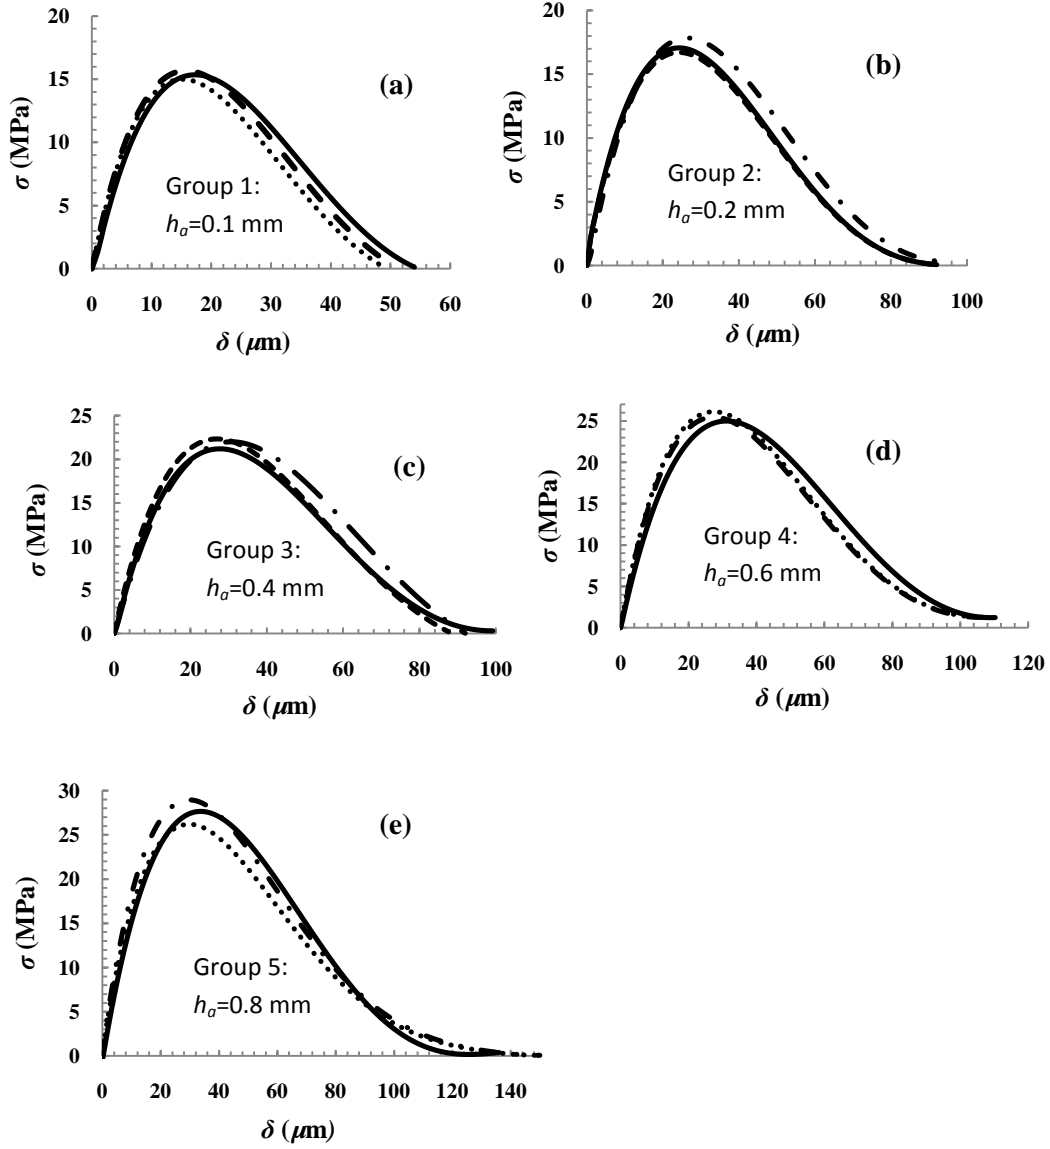 20
15
10
5
0
σ (MPa)
(a)
Group 1:
hₐ=0.1 mm
0 10 20 30 40 50 60
δ (μm)
20
15
10
5
0
σ (MPa)
(b)
Group 2:
hₐ=0.2 mm
0 20 40 60 80 100
δ (μm)
25
20
15
10
5
0
σ (MPa)
(c)
Group 3:
hₐ=0.4 mm
0 20 40 60 80 100
δ (μm)
25
20
15
10
5
0
σ (MPa)
(d)
Group 4:
hₐ=0.6 mm
0 20 40 60 80 100 120
δ (μm)
30
25
20
15
10
5
0
σ (MPa)
(e)
Group 5:
hₐ=0.8 mm
0 20 40 60 80 100 120 140
δ (μm)